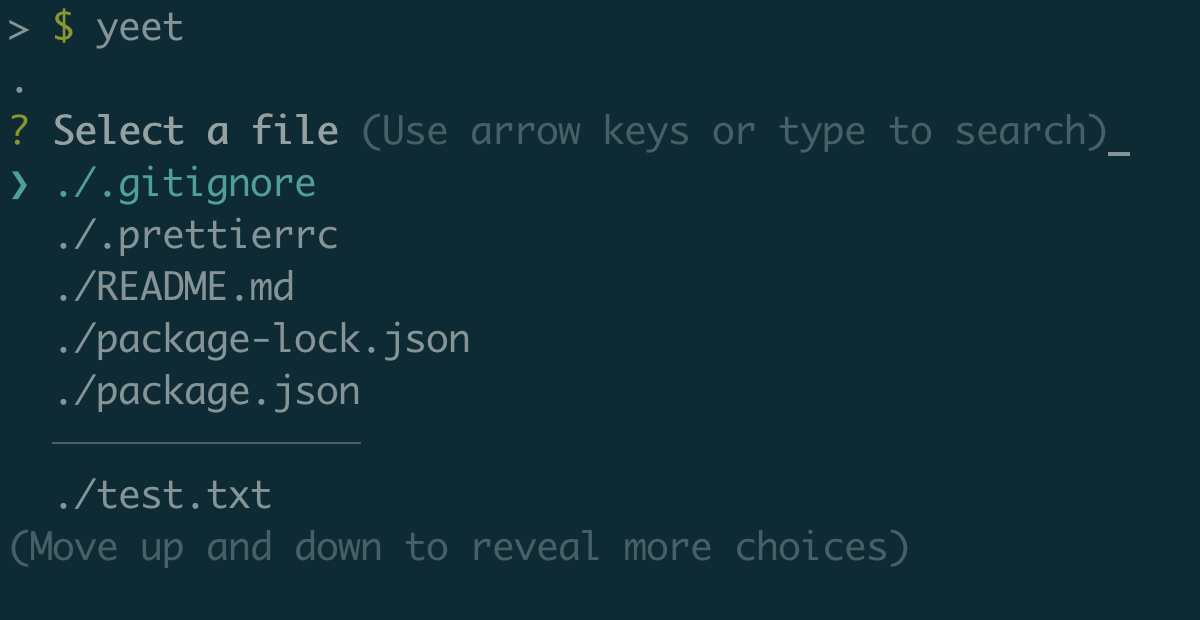 > $ yeet
.
? Select a file (Use arrow keys or type to search)_
❯ ./.gitignore
./.prettierrc
./README.md
./package-lock.json
./package.json
──────────────
./test.txt
(Move up and down to reveal more choices)